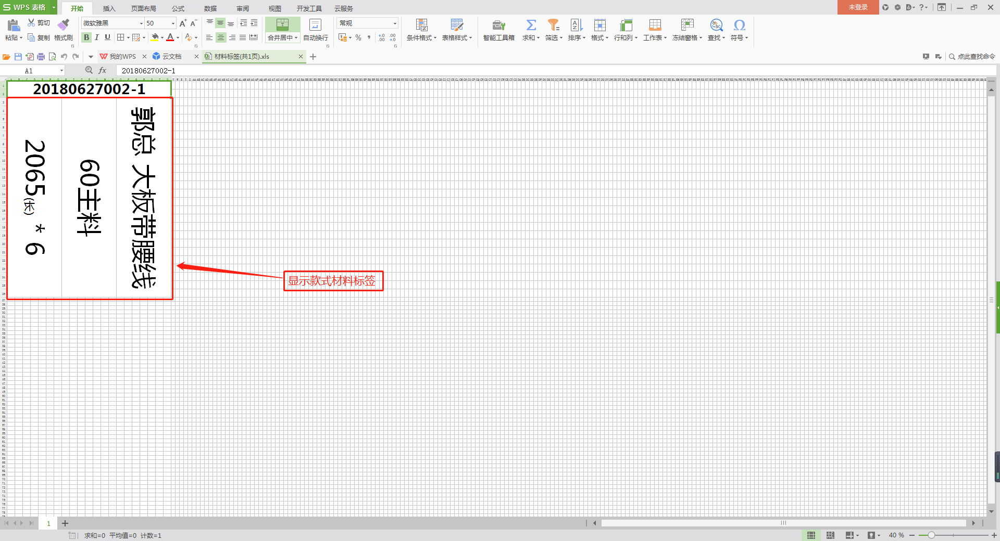 WPS 表格
开始
插入
页面布局
公式
数据
审阅
视图
开发工具
云服务
未登录
粘贴
剪切
复制
格式刷
微软雅黑
50
B I U
合并居中
自动换行
常规
条件格式
表格样式
智能工具箱
求和
筛选
排序
格式
行和列
工作表
冻结窗格
查找
符号
我的WPS
云文档
材料标签(共1页).xls
点此查找命令
A1
fx
20180627002-1
20180627002-1
郭总 大板带腰线
60主料
2065(长) * 6
显示款式材料标签
1
求和=0 平均值=0 计数=1
40 %